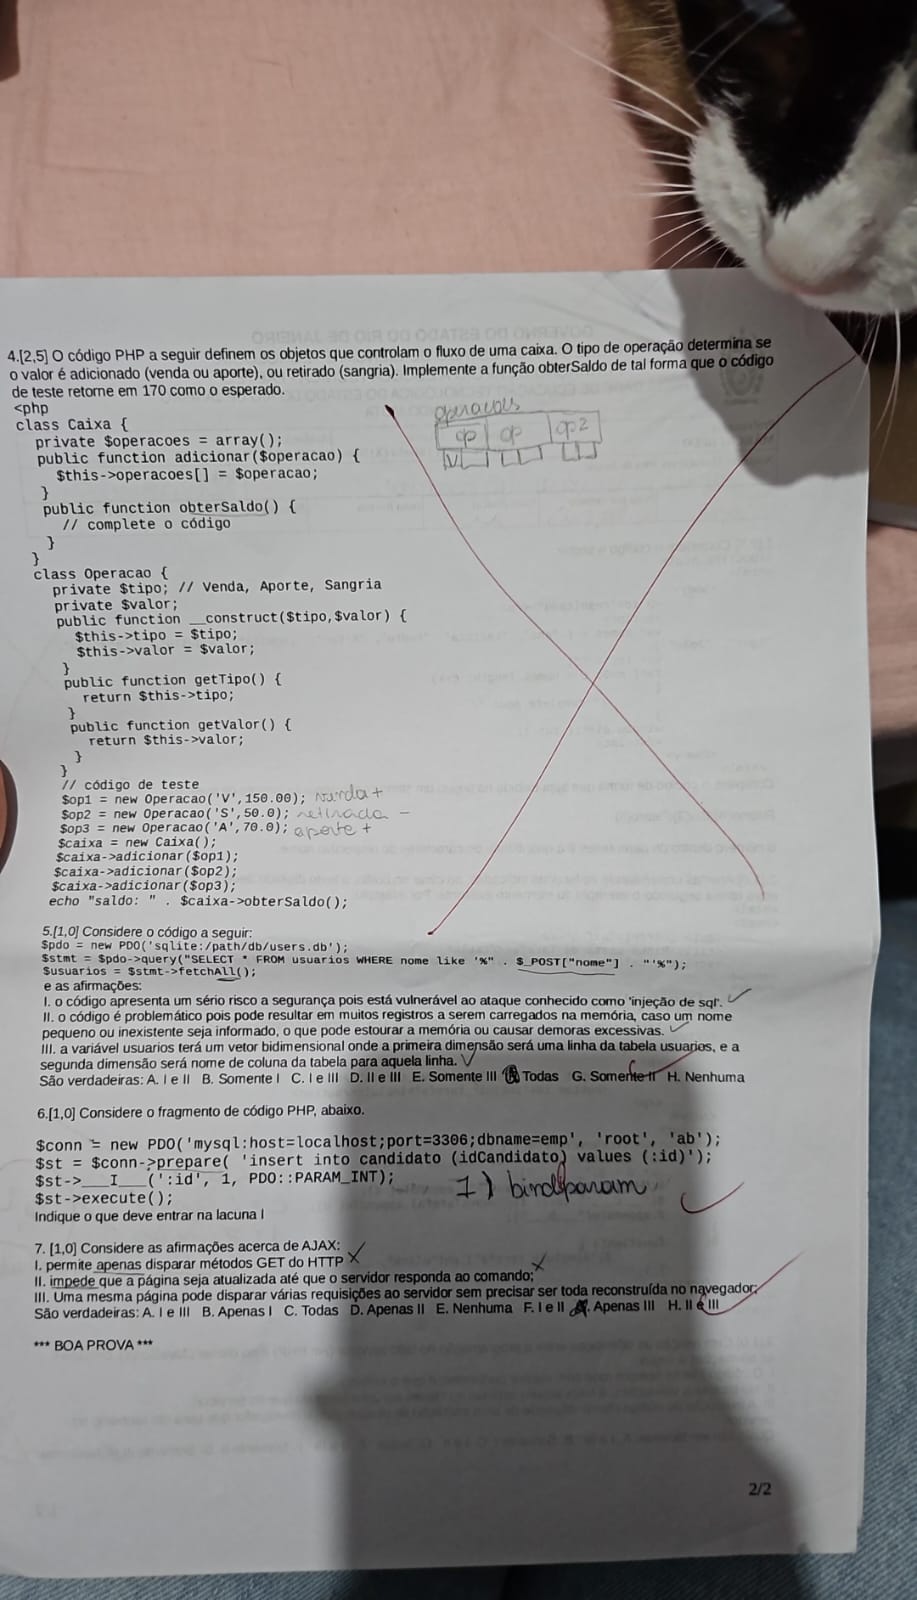 4.[2,5] O código PHP a seguir definem os objetos que controlam o fluxo de uma caixa. O tipo de operação determina se
o valor é adicionado (venda ou aporte), ou retirado (sangria). Implemente a função obterSaldo de tal forma que o código
de teste retorne em 170 como o esperado.
<php
operacoes
class Caixa {
op op op2
private $operacoes = array();
public function adicionar($operacao) {
$this->operacoes[] = $operacao;
}
public function obterSaldo() {
// complete o código
}
}
class Operacao {
private $tipo; // Venda, Aporte, Sangria
private $valor;
public function __construct($tipo,$valor) {
$this->tipo = $tipo;
$this->valor = $valor;
}
public function getTipo() {
return $this->tipo;
}
public function getValor() {
return $this->valor;
}
}
// código de teste
$op1 = new Operacao('V',150.00); venda +
$op2 = new Operacao('S',50.0); retirada -
$op3 = new Operacao('A',70.0); aporte +
$caixa = new Caixa();
$caixa->adicionar($op1);
$caixa->adicionar($op2);
$caixa->adicionar($op3);
echo "saldo: " . $caixa->obterSaldo();
5.[1,0] Considere o código a seguir:
$pdo = new PDO('sqlite:/path/db/users.db');
$stmt = $pdo->query("SELECT * FROM usuarios WHERE nome like '%" . $_POST["nome"] . "'%");
$usuarios = $stmt->fetchAll();
e as afirmações:
I. o código apresenta um sério risco a segurança pois está vulnerável ao ataque conhecido como 'injeção de sql'.
II. o código é problemático pois pode resultar em muitos registros a serem carregados na memória, caso um nome
pequeno ou inexistente seja informado, o que pode estourar a memória ou causar demoras excessivas.
III. a variável usuarios terá um vetor bidimensional onde a primeira dimensão será uma linha da tabela usuarios, e a
segunda dimensão será nome de coluna da tabela para aquela linha.
São verdadeiras: A. I e II B. Somente I C. I e III D. II e III E. Somente III Todas G. Somente II H. Nenhuma
6.[1,0] Considere o fragmento de código PHP, abaixo.
$conn = new PDO('mysql:host=localhost;port=3306;dbname=emp', 'root', 'ab');
$st = $conn->prepare( 'insert into candidato (idCandidato) values (:id)');
$st->___I___(':id', 1, PDO::PARAM_INT);
1) bindparam
$st->execute();
Indique o que deve entrar na lacuna I
7. [1,0] Considere as afirmações acerca de AJAX:
I. permite apenas disparar métodos GET do HTTP
II. impede que a página seja atualizada até que o servidor responda ao comando;
III. Uma mesma página pode disparar várias requisições ao servidor sem precisar ser toda reconstruída no navegador;
São verdadeiras: A. I e III B. Apenas I C. Todas D. Apenas II E. Nenhuma F. I e II Apenas III H. II e III
*** BOA PROVA ***
2/2